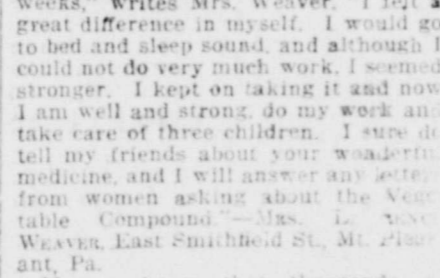 weeks," writes Mrs. Weaver. "I felt a
great difference in myself. I would go
to bed and sleep sound, and although I
could not do very much work, I seemed
stronger. I kept on taking it and now
I am well and strong, do my work and
take care of three children. I sure do
tell my friends about your wonderfu
medicine, and I will answer any letter
from women asking about the Vege-
table Compound."—Mrs. L.
Weaver, East Smithfield St., Mt. Pleas-
ant, Pa.